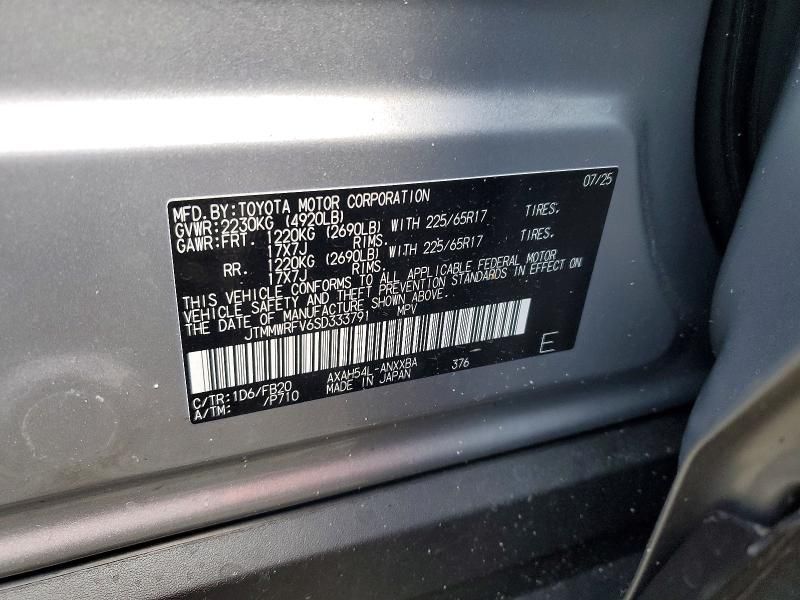 07/25
MFD.BY:TOYOTA MOTOR CORPORATION
GVWR:2230KG (4920LB)
GAWR:FRT. 1220KG (2690LB) WITH 225/65R17 TIRES.
17X7J RIMS.
RR. 1220KG (2690LB) WITH 225/65R17 TIRES.
17X7J RIMS.
THIS VEHICLE CONFORMS TO ALL APPLICABLE FEDERAL MOTOR
VEHICLE SAFETY AND THEFT PREVENTION STANDARDS IN EFFECT ON
THE DATE OF MANUFACTURE SHOWN ABOVE.
JTMMWRFV6SD333791 MPV
E
C/TR:1D6/FB20 AXAH54L-ANXXBA 376
A/TM: /P710 MADE IN JAPAN